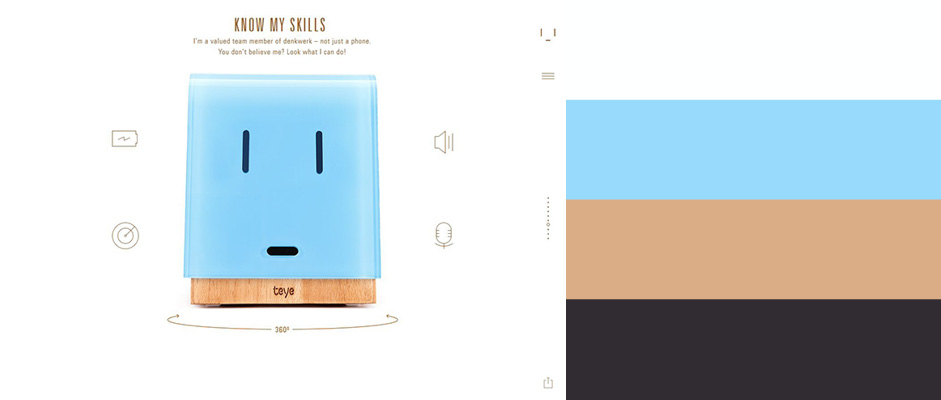 KNOW MY SKILLS
I'm a valued team member of denkwerk – not just a phone.
You don't believe me? Look what I can do!
teye
360°